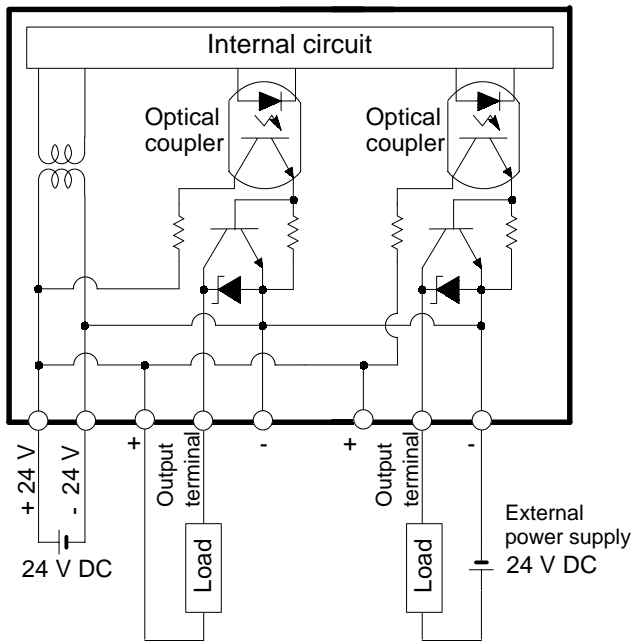 Internal circuit
Optical
coupler
Optical
coupler
+ 24 V
- 24 V
+
Output
terminal
-
+
Output
terminal
-
24 V DC
Load
Load
External
power supply
24 V DC